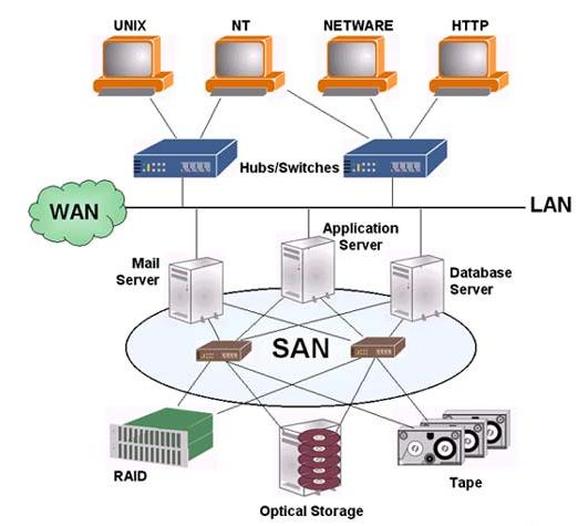 UNIX
NT
NETWARE
HTTP
Hubs/Switches
WAN
LAN
Mail
Server
Application
Server
Database
Server
SAN
RAID
Optical Storage
Tape